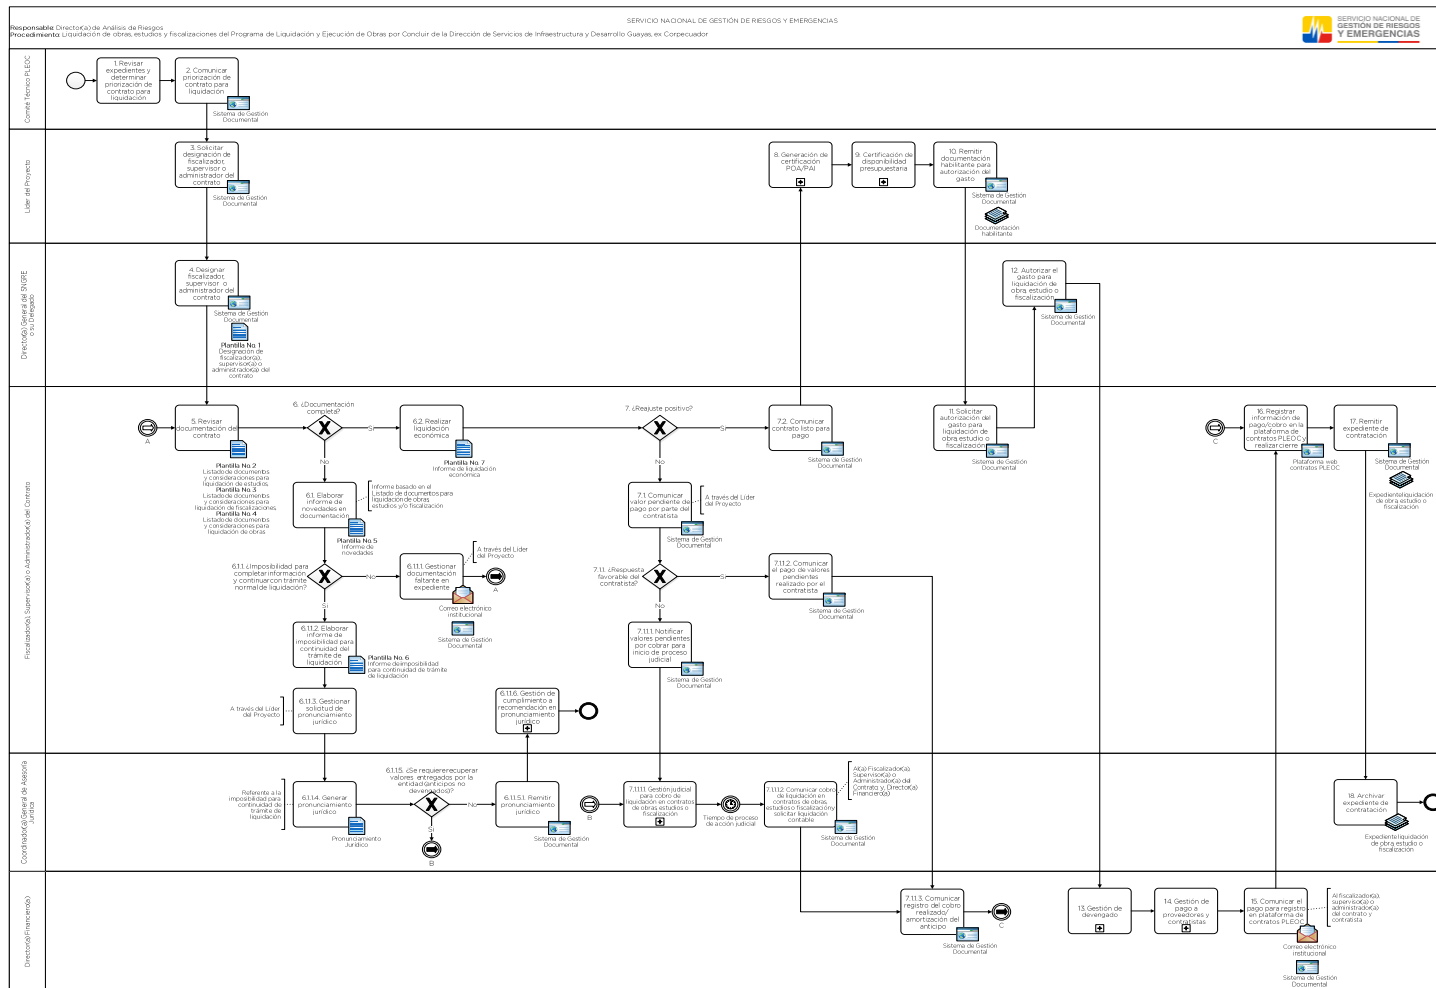 SERVICIO NACIONAL DE GESTIÓN DE RIESGOS Y EMERGENCIAS
Responsable: Director(a) de Análisis de Riesgos
Procedimiento: Liquidación de obras, estudios y fiscalizaciones del Programa de Liquidación y Ejecución de Obras por Concluir de la Dirección de Servicios de Infraestructura y Desarrollo Guayas, ex Corpecuador
SERVICIO NACIONAL DE
GESTIÓN DE RIESGOS
Y EMERGENCIAS
Comité Técnico PLEOC
1. Revisar
expedientes y
determinar
priorización de
contrato para
liquidación
2. Comunicar
priorización de
contrato para
liquidación
Sistema de Gestión
Documental
Líder del Proyecto
3. Solicitar
designación de
fiscalizador,
supervisor o
administrador del
contrato
Sistema de Gestión
Documental
8. Generación de
certificación
POA/PAI
9. Certificación de
disponibilidad
presupuestaria
10. Remitir
documentación
habilitante para
autorización del
gasto
Sistema de Gestión
Documental
Documentación
habilitante
Director(a) General del SNGRE
o su Delegado
4. Designar
fiscalizador,
supervisor o
administrador del
contrato
Sistema de Gestión
Documental
Plantilla No. 1
Designación de
fiscalizador(a),
supervisor(a) o
administrador(a) del
contrato
12. Autorizar el
gasto para
liquidación de
obra, estudio o
fiscalización
Sistema de Gestión
Documental
Fiscalizador(a), Supervisor(a) o Administrador(a) del Contrato
A
5. Revisar
documentación del
contrato
Plantilla No.2
Listado de documentos
y consideraciones para
liquidación de estudios.
Plantilla No.3
Listado de documentos
y consideraciones para
liquidación de fiscalizaciones
Plantilla No. 4
Listado de documentos
y consideraciones para
liquidación de obras
6. ¿Documentación
completa?
Si
No
6.2. Realizar
liquidación
económica
Plantilla No. 7
Informe de liquidación
económica
6.1. Elaborar
informe de
novedades en
documentación
Informe basado en el
Listado de documentos para
liquidación de obras
estudios y/o fiscalización
Plantilla No. 5
Informe de
novedades
6.1.1. ¿Imposibilidad para
completar información
y continuar con trámite
normal de liquidación?
No
Si
6.1.1.1. Gestionar
documentación
faltante en
expediente
A través del Líder
del Proyecto
A
Correo electrónico
institucional
Sistema de Gestión
Documental
6.1.1.2. Elaborar
informe de
imposibilidad para
continuidad del
trámite de
liquidación
Plantilla No. 6
Informe de imposibilidad
para continuidad de trámite
de liquidación
6.1.1.3. Gestionar
solicitud de
pronunciamiento
jurídico
A través del Líder
del Proyecto
6.1.1.6. Gestión de
cumplimiento a
recomendación en
pronunciamiento
jurídico
7. ¿Reajuste positivo?
Si
No
7.2. Comunicar
contrato listo para
pago
Sistema de Gestión
Documental
7.1. Comunicar
valor pendiente de
pago por parte del
contratista
A través del Líder
del Proyecto
Sistema de Gestión
Documental
7.1.1. ¿Respuesta
favorable del
contratista?
Si
No
7.1.1.2. Comunicar
el pago de valores
pendientes
realizado por el
contratista
Sistema de Gestión
Documental
7.1.1.1. Notificar
valores pendientes
por cobrar para
inicio de proceso
judicial
Sistema de Gestión
Documental
11. Solicitar
autorización del
gasto para
liquidación de
obra, estudio o
fiscalización
Sistema de Gestión
Documental
C
16. Registrar
información de
pago/cobro en la
plataforma de
contratos PLEOC y
realizar cierre
Plataforma web
contratos PLEOC
17. Remitir
expediente de
contratación
Sistema de Gestión
Documental
Expediente liquidación
de obra, estudio o
fiscalización
Coordinador(a) General de Asesoría
Jurídica
Referente a la
imposibilidad para
continuidad de
trámite de
liquidación
6.1.1.4. Generar
pronunciamiento
jurídico
Pronunciamiento
Jurídico
6.1.1.5. ¿Se requiere recuperar
valores entregados por la
entidad (anticipos no
devengados)?
No
Si
B
6.1.1.5.1. Remitir
pronunciamiento
jurídico
Sistema de Gestión
Documental
B
7.1.1.1.1. Gestión judicial
para cobro de
liquidación en contratos
de obras, estudios o
fiscalización
Tiempo de proceso
de acción judicial
7.1.1.1.2. Comunicar cobro
de liquidación en
contratos de obras,
estudios o fiscalización y
solicitar liquidación
contable
A(a) Fiscalizador(a),
Supervisor(a) o
Administrador(a) del
Contrato y, Director(a)
Financiero(a)
Sistema de Gestión
Documental
18. Archivar
expediente de
contratación
Expediente liquidación
de obra, estudio o
fiscalización
Director(a) Financiero(a)
7.1.1.3. Comunicar
registro del cobro
realizado/
amortización del
anticipo
C
Sistema de Gestión
Documental
13. Gestión de
devengado
14. Gestión de
pago a
proveedores y
contratistas
15. Comunicar el
pago para registro
en plataforma de
contratos PLEOC
Al fiscalizador(a),
supervisor(a) o
administrador(a)
del contrato y
contratista
Correo electrónico
institucional
Sistema de Gestión
Documental